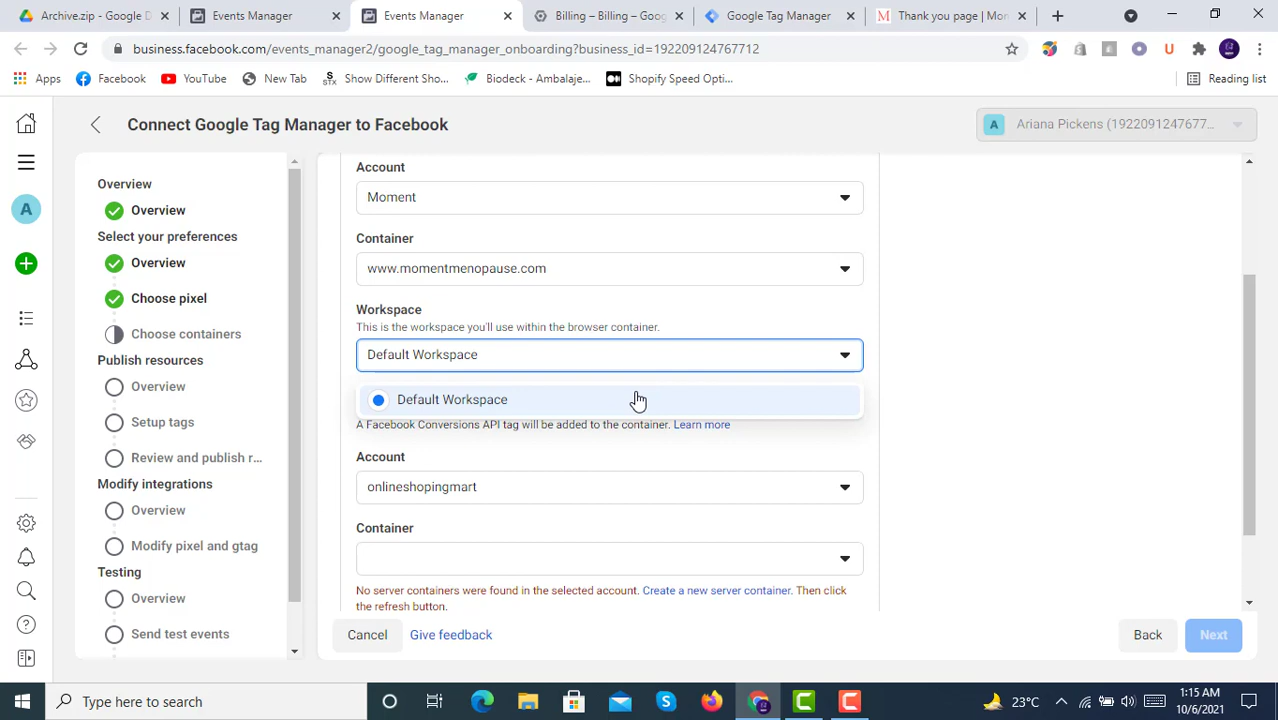 Archive.zip - Google D
Events Manager
Events Manager
Billing – Billing – Goog
Google Tag Manager
Thank you page | Mon
business.facebook.com/events_manager2/google_tag_manager_onboarding?business_id=192209124767712
Apps
Facebook
YouTube
New Tab
Show Different Sho...
Biodeck - Ambalaje...
Shopify Speed Opti...
Reading list
Connect Google Tag Manager to Facebook
A
Ariana Pickens (1922091247677...
A
Overview
Overview
Select your preferences
Overview
Choose pixel
Choose containers
Publish resources
Overview
Setup tags
Review and publish r...
Modify integrations
Overview
Modify pixel and gtag
Testing
Overview
Send test events
Account
Moment
Container
www.momentmenopause.com
Workspace
This is the workspace you'll use within the browser container.
Default Workspace
Default Workspace
A Facebook Conversions API tag will be added to the container. Learn more
Account
onlineshopingmart
Container
No server containers were found in the selected account. Create a new server container. Then click
the refresh button.
Cancel
Give feedback
Back
Next
Type here to search
23°C
1:15 AM
10/6/2021